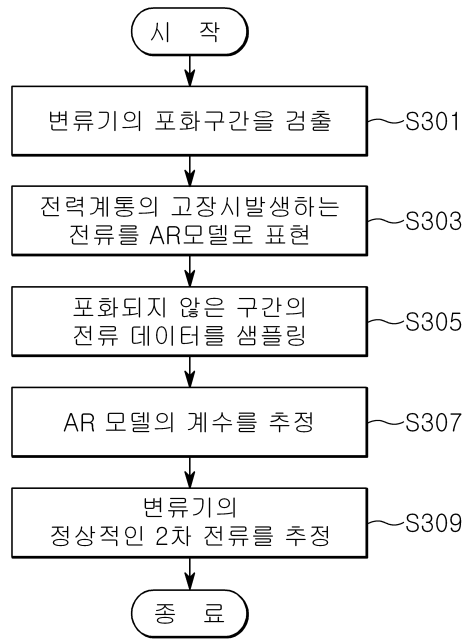 시 작
변류기의 포화구간을 검출
S301
전력계통의 고장시발생하는
전류를 AR모델로 표현
S303
포화되지 않은 구간의
전류 데이터를 샘플링
S305
AR 모델의 계수를 추정
S307
변류기의
정상적인 2차 전류를 추정
S309
종 료